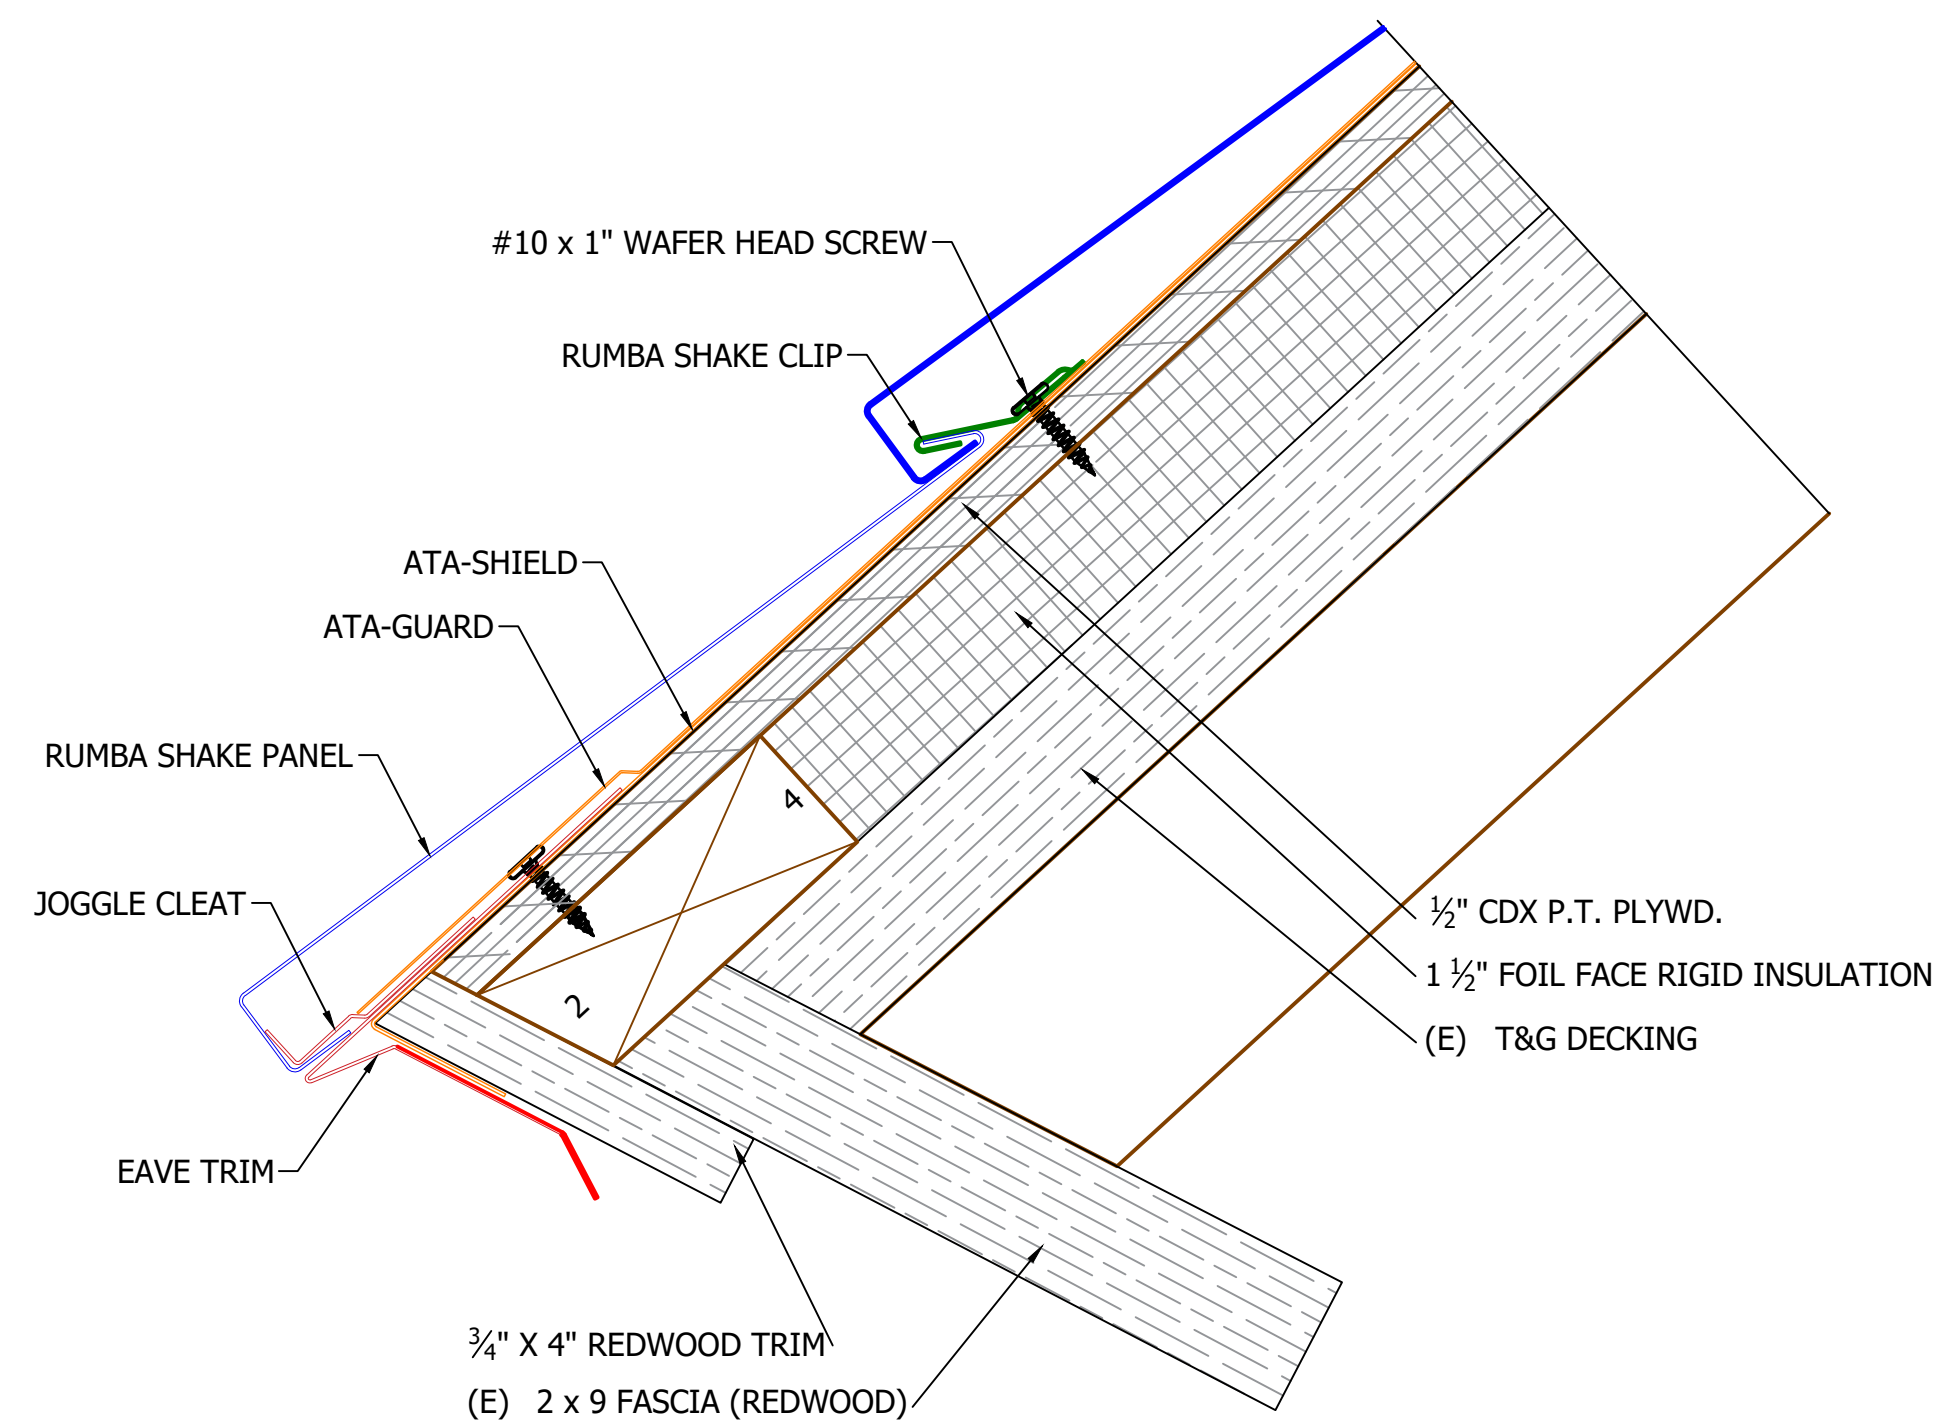 #10 x 1" WAFER HEAD SCREW
RUMBA SHAKE CLIP
ATA-SHIELD
ATA-GUARD
RUMBA SHAKE PANEL
4
JOGGLE CLEAT
½" CDX P.T. PLYWD.
1 ½" FOIL FACE RIGID INSULATION
2
(E) T&G DECKING
EAVE TRIM
¾" X 4" REDWOOD TRIM
(E) 2 x 9 FASCIA (REDWOOD)